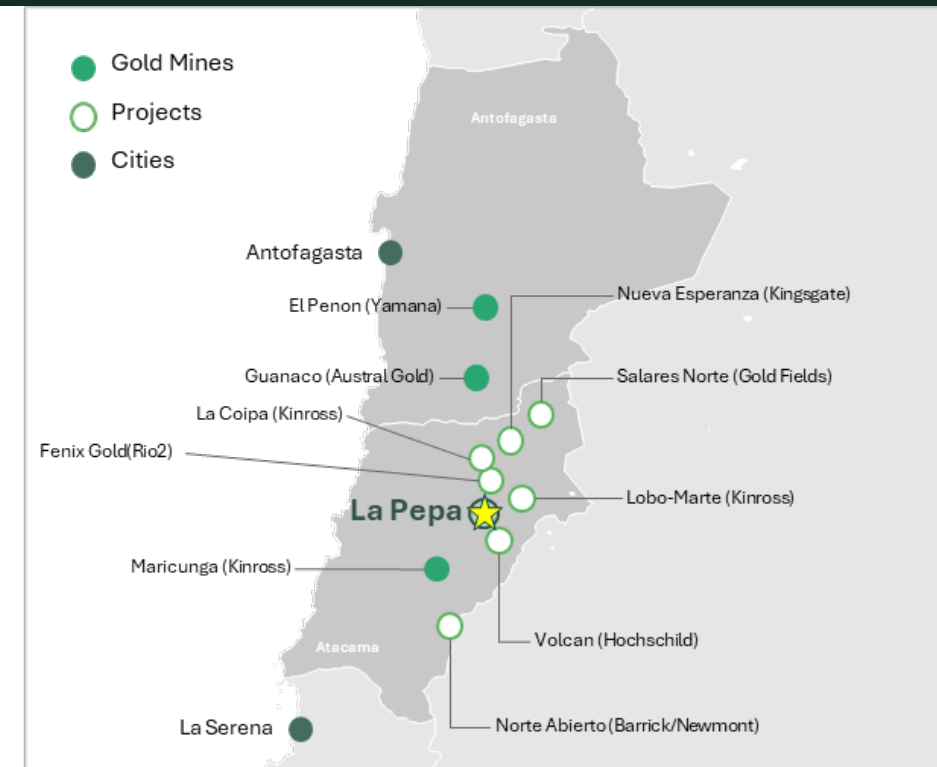 Gold Mines
Projects
Cities
Antofagasta
Antofagasta
Nueva Esperanza (Kingsgate)
El Penon (Yamana)
Guanaco (Austral Gold)
Salares Norte (Gold Fields)
La Coipa (Kinross)
Fenix Gold(Rio2)
Lobo-Marte (Kinross)
La Pepa
Maricunga (Kinross)
Volcan (Hochschild)
Atacama
La Serena
Norte Abierto (Barrick/Newmont)